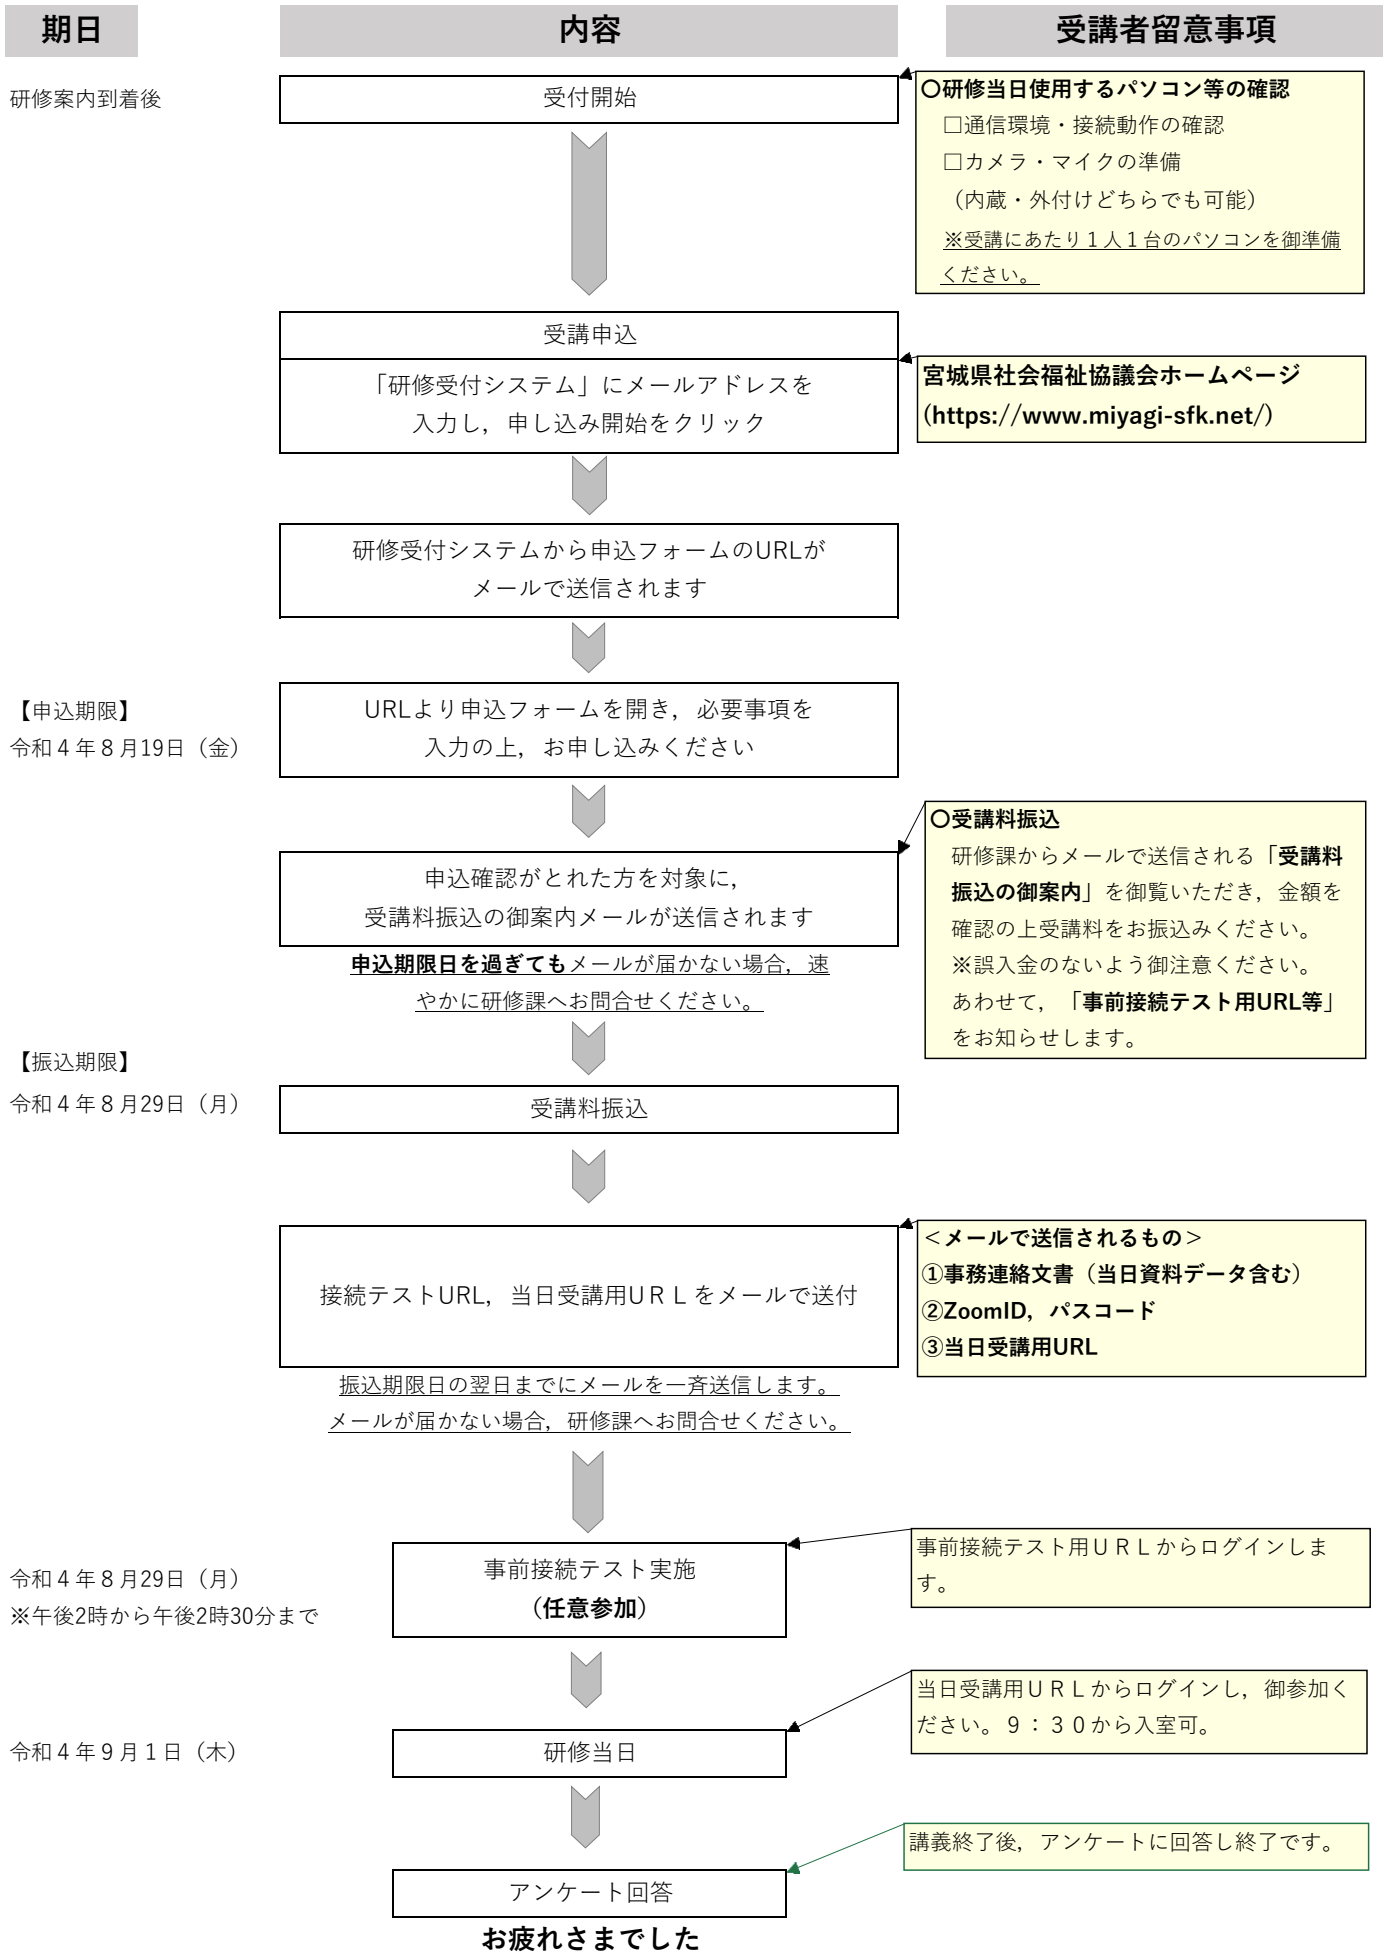 期日
内容
受講者留意事項
研修案内到着後
受付開始
〇研修当日使用するパソコン等の確認
□通信環境・接続動作の確認
□カメラ・マイクの準備
（内蔵・外付けどちらでも可能）
※受講にあたり１人１台のパソコンを御準備
ください。
受講申込
「研修受付システム」にメールアドレスを
入力し，申し込み開始をクリック
宮城県社会福祉協議会ホームページ
(https://www.miyagi-sfk.net/)
研修受付システムから申込フォームのURLが
メールで送信されます
【申込期限】
令和４年８月19日（金）
URLより申込フォームを開き，必要事項を
入力の上，お申し込みください
申込確認がとれた方を対象に，
受講料振込の御案内メールが送信されます
申込期限日を過ぎてもメールが届かない場合，速
やかに研修課へお問合せください。
〇受講料振込
研修課からメールで送信される「受講料
振込の御案内」を御覧いただき，金額を
確認の上受講料をお振込みください。
※誤入金のないよう御注意ください。
あわせて，「事前接続テスト用URL等」
をお知らせします。
【振込期限】
令和４年８月29日（月）
受講料振込
接続テストURL，当日受講用ＵＲＬをメールで送付
振込期限日の翌日までにメールを一斉送信します。
メールが届かない場合，研修課へお問合せください。
＜メールで送信されるもの＞
①事務連絡文書（当日資料データ含む）
②ZoomID，パスコード
③当日受講用URL
令和４年８月29日（月）
※午後2時から午後2時30分まで
事前接続テスト実施
（任意参加）
事前接続テスト用ＵＲＬからログインしま
す。
令和４年９月１日（木）
研修当日
当日受講用ＵＲＬからログインし，御参加く
ださい。９：３０から入室可。
アンケート回答
講義終了後，アンケートに回答し終了です。
お疲れさまでした